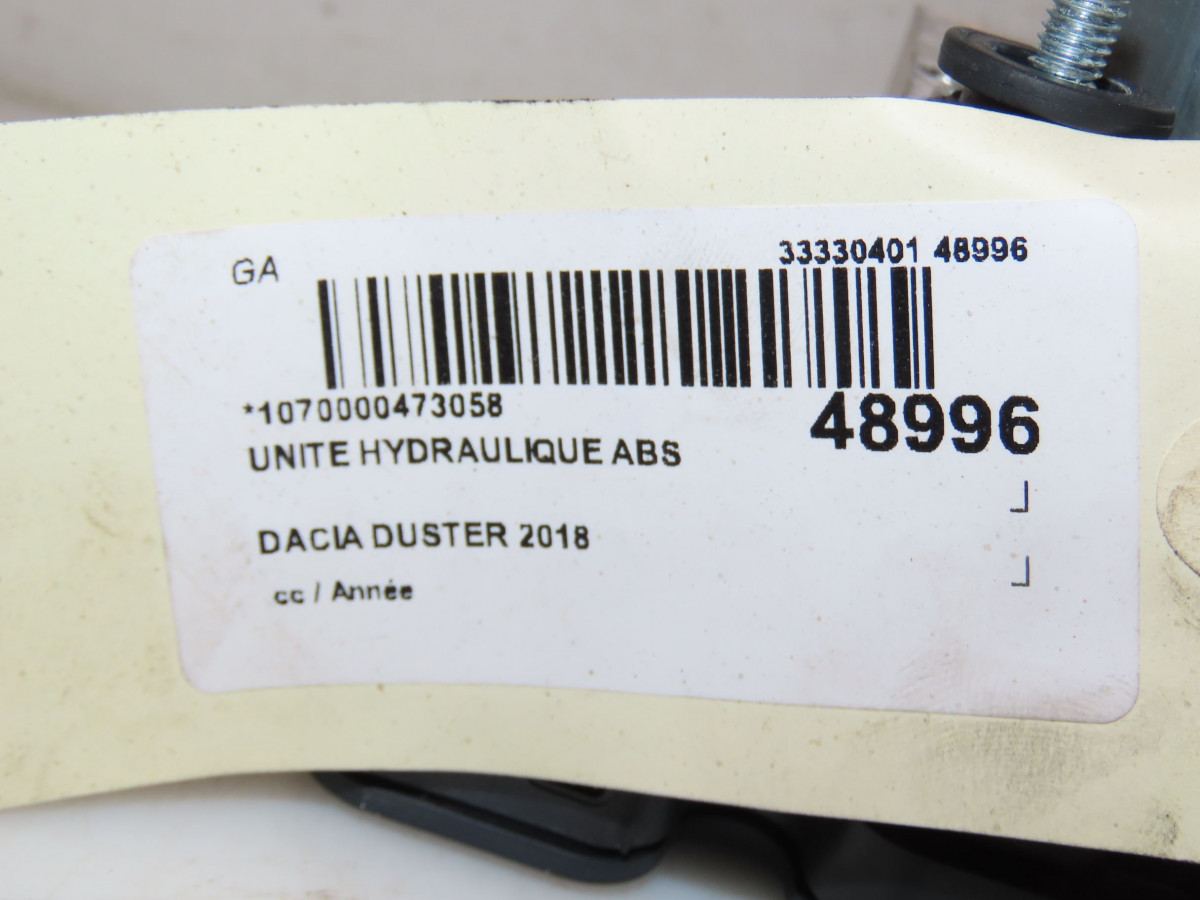 GA
33330401 48996
*1070000473058
48996
UNITE HYDRAULIQUE ABS
DACIA DUSTER 2018
cc / Année